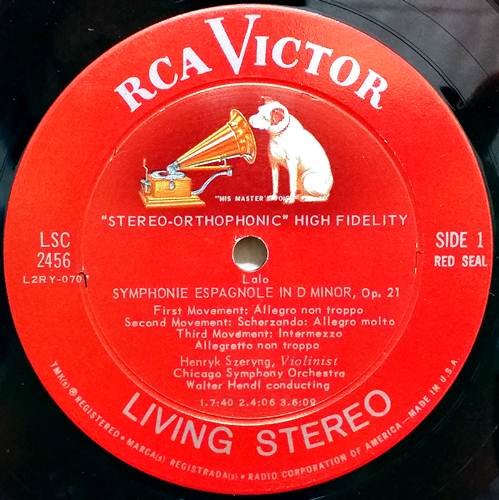 RCA VICTOR
"HIS MASTER'S VOICE"
"STEREO-ORTHOPHONIC" HIGH FIDELITY
LSC
2456
L2RY-0707
SIDE 1
RED SEAL
Lalo
SYMPHONIE ESPAGNOLE IN D MINOR, Op. 21
First Movement: Allegro non troppo
Second Movement: Scherzando: Allegro molto
Third Movement: Intermezzo
Allegretto non troppo
Henryk Szeryng, Violinist
Chicago Symphony Orchestra
Walter Hendl conducting
1.7:40 2.4:06 3.6:09
LIVING STEREO
TMK(s) ® REGISTERED • MARCA(s) REGISTRADA(s) • RADIO CORPORATION OF AMERICA—MADE IN U.S.A.